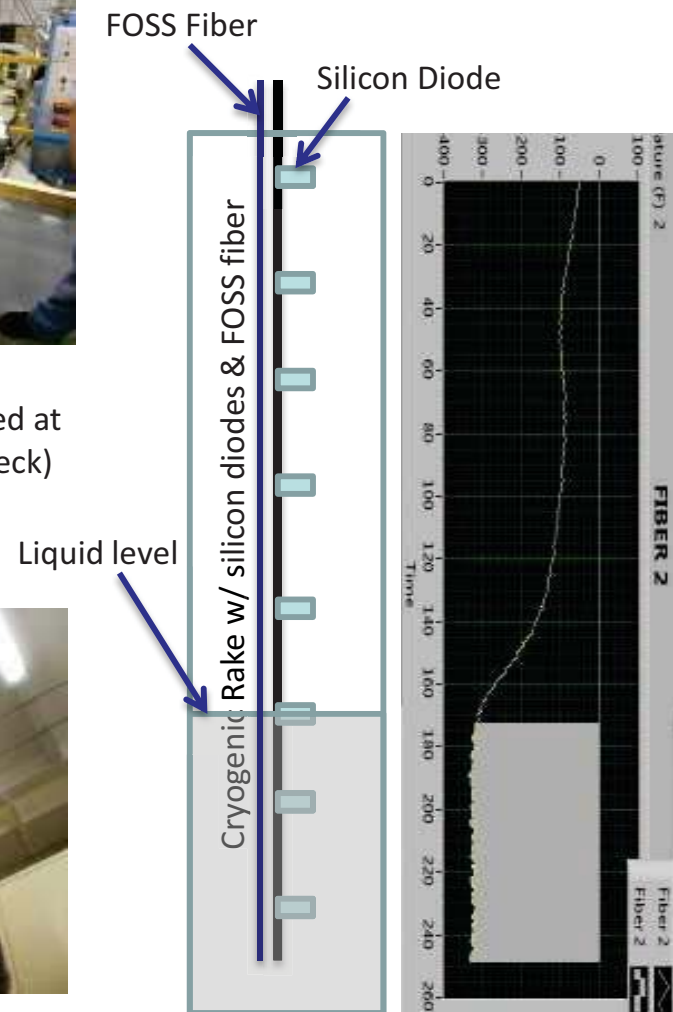 FOSS Fiber
Silicon Diode
ed at
eck)
Liquid level
Cryogenic Rake w/ silicon diodes & FOSS fiber
FIBER 2
ature (F) 2
100
0
100
200
300
400
0
20
40
60
80
100
120
140
160
180
200
220
240
260
Time
Fiber 2
Fiber 2